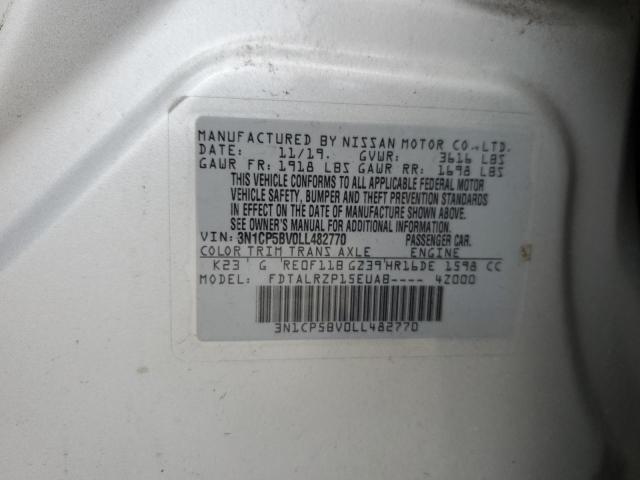 MANUFACTURED BY NISSAN MOTOR CO.,LTD.
DATE: 11/19. GVWR: 3616 LBS
GAWR FR: 1918 LBS GAWR RR: 1698 LBS
THIS VEHICLE CONFORMS TO ALL APPLICABLE FEDERAL MOTOR
VEHICLE SAFETY, BUMPER AND THEFT PREVENTION STANDARDS
IN EFFECT ON THE DATE OF MANUFACTURE SHOWN ABOVE.
SEE OWNER'S MANUAL FOR ADDITIONAL INFORMATION.
VIN: 3N1CP5BV0LL482770 PASSENGER CAR.
COLOR TRIM TRANS AXLE ENGINE
K23 G RE0F11B GZ39 HR16DE 1598 CC
MODEL: FDTALRZP15EUAB---- 4Z000
3N1CP5BV0LL482770